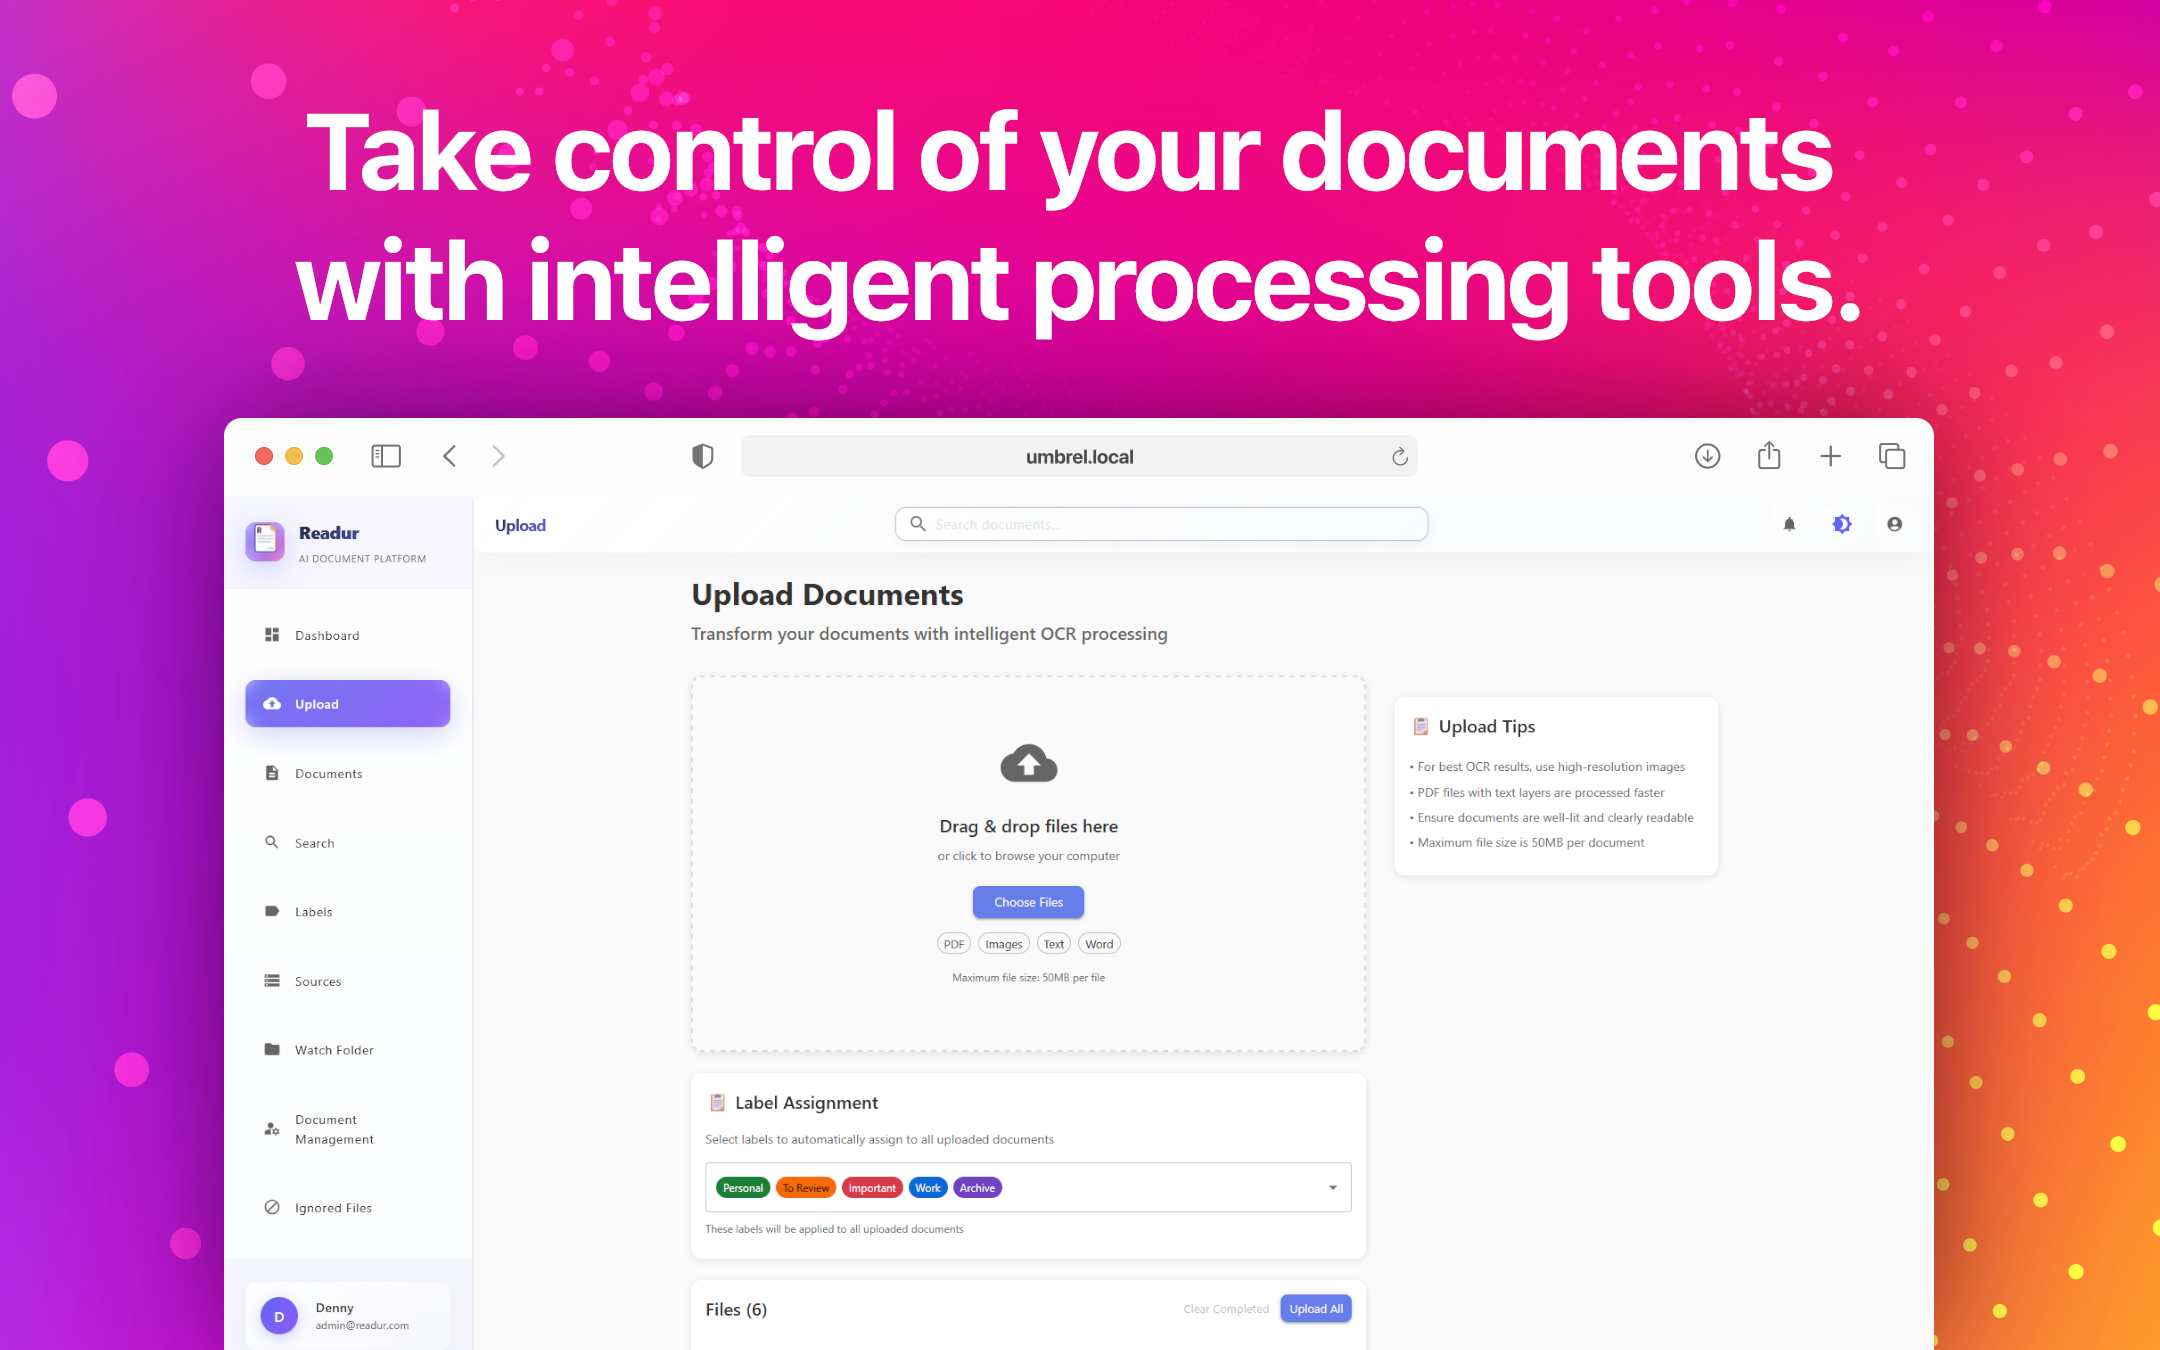 Take control of your documents
with intelligent processing tools.
umbrel.local
R
Readur
AI DOCUMENT PLATFORM
Upload
Search documents...
Dashboard
Upload
Documents
Search
Labels
Sources
Watch Folder
Document
Management
Ignored Files
D
Denny
admin@readur.com
Upload Documents
Transform your documents with intelligent OCR processing
Drag & drop files here
or click to browse your computer
Choose Files
PDF Images Text Word
Maximum file size: 50MB per file
Upload Tips
• For best OCR results, use high-resolution images
• PDF files with text layers are processed faster
• Ensure documents are well-lit and clearly readable
• Maximum file size is 50MB per document
Label Assignment
Select labels to automatically assign to all uploaded documents
Personal To Review Important Work Archive
These labels will be applied to all uploaded documents
Files (6) Clear Completed Upload All